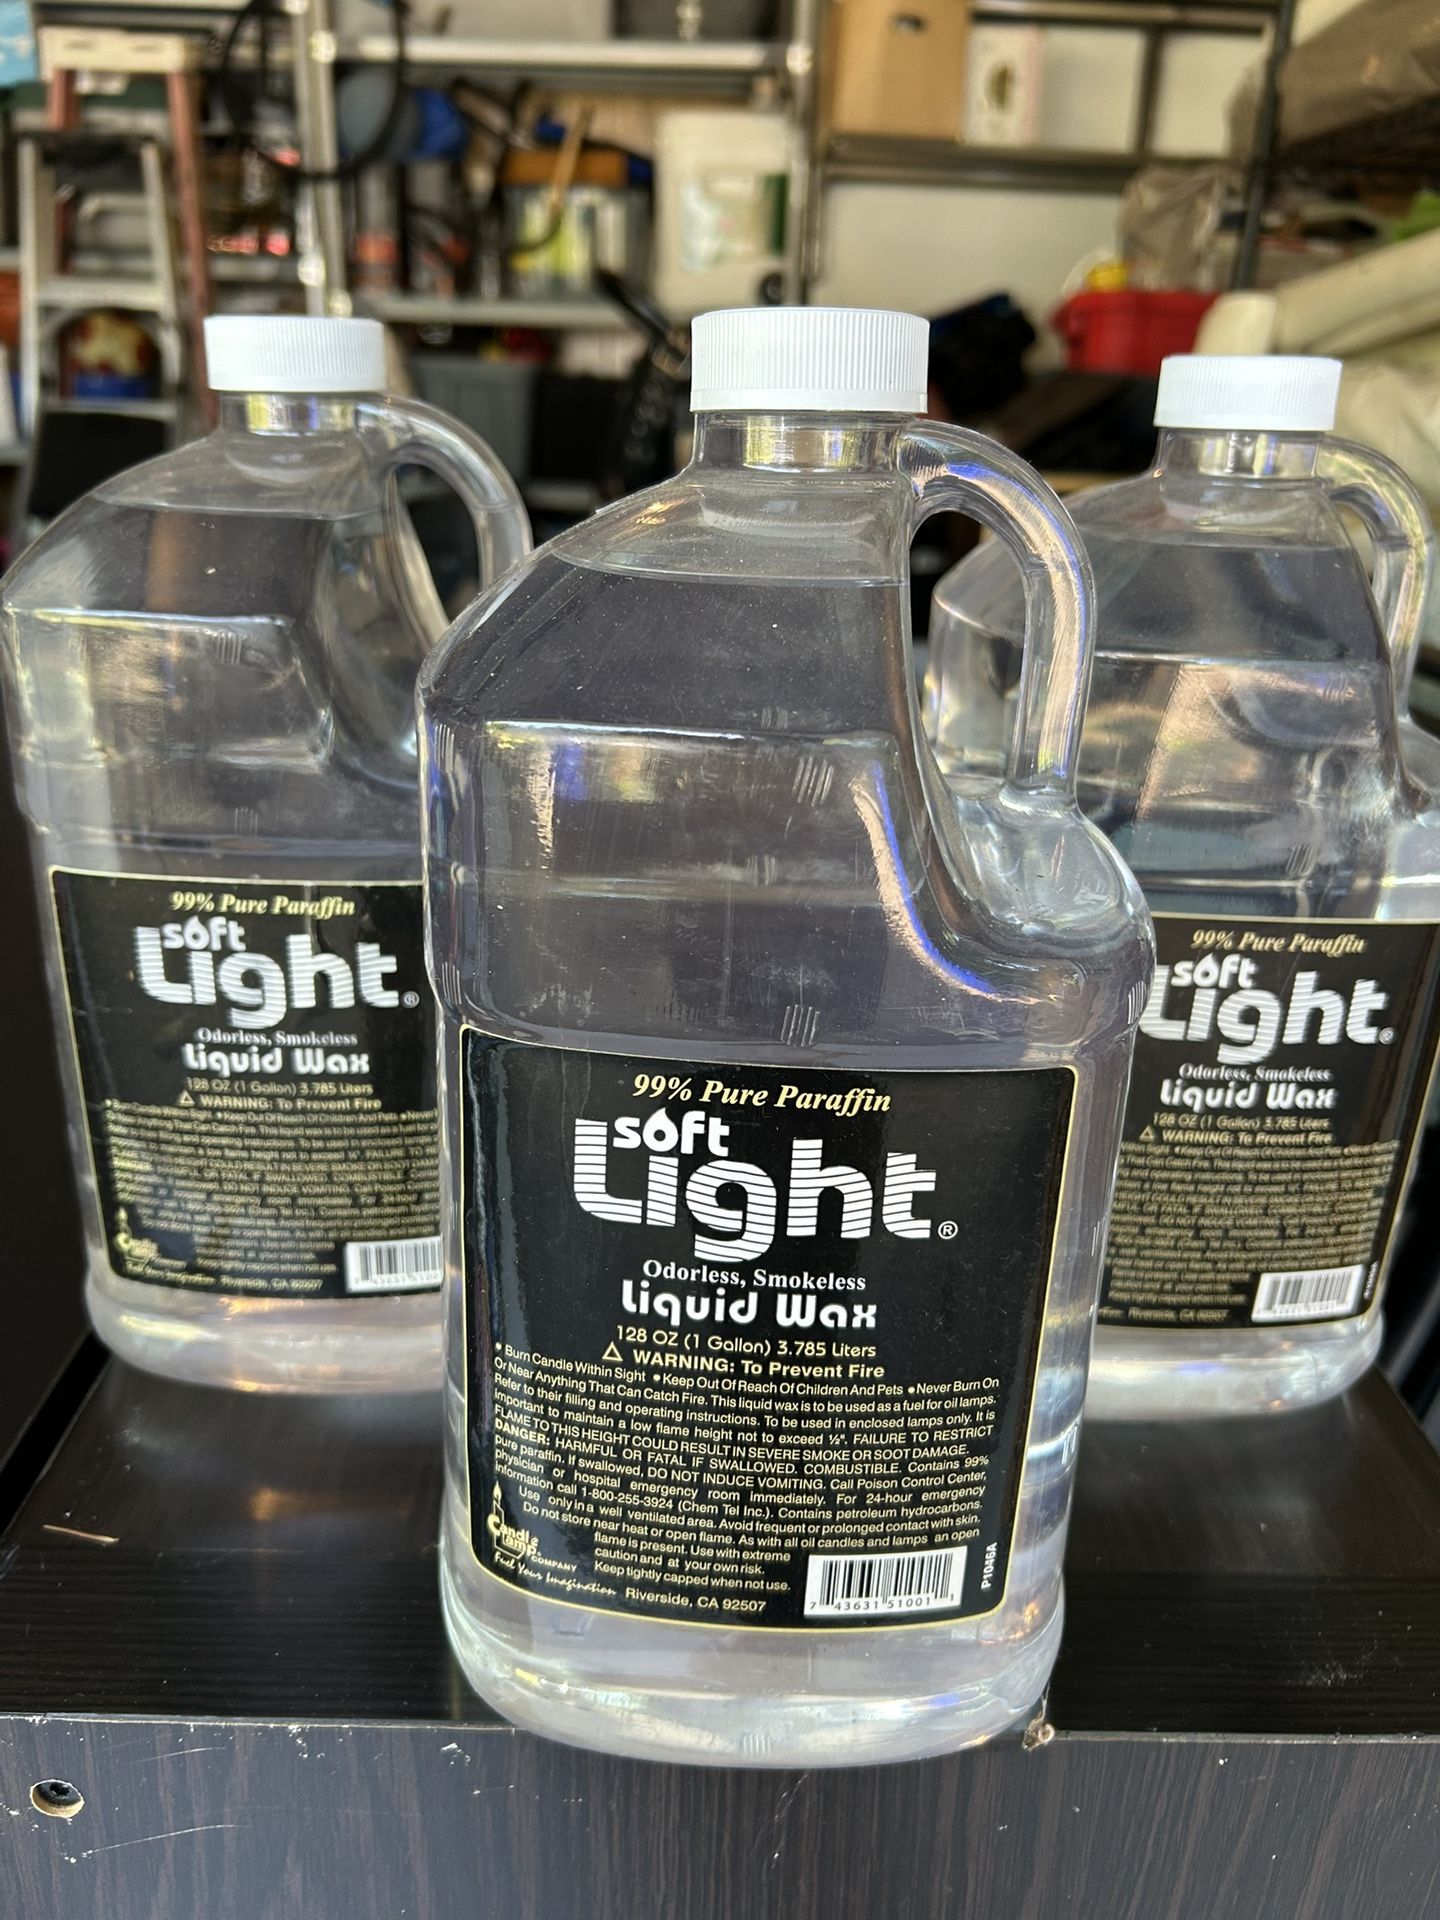 99% Pure Paraffin
soft
Light®
Odorless, Smokeless
Liquid Wax
128 OZ (1 Gallon) 3.785 Liters
⚠ WARNING: To Prevent Fire
• Burn Candle Within Sight • Keep Out Of Reach Of Children And Pets • Never Burn On
Or Near Anything That Can Catch Fire. This liquid wax is to be used as a fuel for oil lamps.
Refer to their filling and operating instructions. To be used in enclosed lamps only. It is
important to maintain a low flame height not to exceed ½". FAILURE TO RESTRICT
FLAME TO THIS HEIGHT COULD RESULT IN SEVERE SMOKE OR SOOT DAMAGE.
DANGER: HARMFUL OR FATAL IF SWALLOWED. COMBUSTIBLE. Contains 99%
pure paraffin. If swallowed, DO NOT INDUCE VOMITING. Call Poison Control Center,
physician or hospital emergency room immediately. For 24-hour emergency
information call 1-800-255-3924 (Chem Tel Inc.). Contains petroleum hydrocarbons.
Use only in a well ventilated area. Avoid frequent or prolonged contact with skin.
Do not store near heat or open flame. As with all oil candles and lamps an open
flame is present. Use with extreme
caution and at your own risk.
Keep tightly capped when not use.
Candle
Lamp
COMPANY
Fuel Your Imagination
Riverside, CA 92507
7 43631 51001 1
P1046A
99% Pure Paraffin
soft
Light®
Odorless, Smokeless
Liquid Wax
128 OZ (1 Gallon) 3.785 Liters
⚠ WARNING: To Prevent Fire
Riverside, CA 92507
99% Pure Paraffin
soft
Light®
Odorless, Smokeless
Liquid Wax
128 OZ (1 Gallon) 3.785 Liters
⚠ WARNING: To Prevent Fire
Riverside, CA 92507